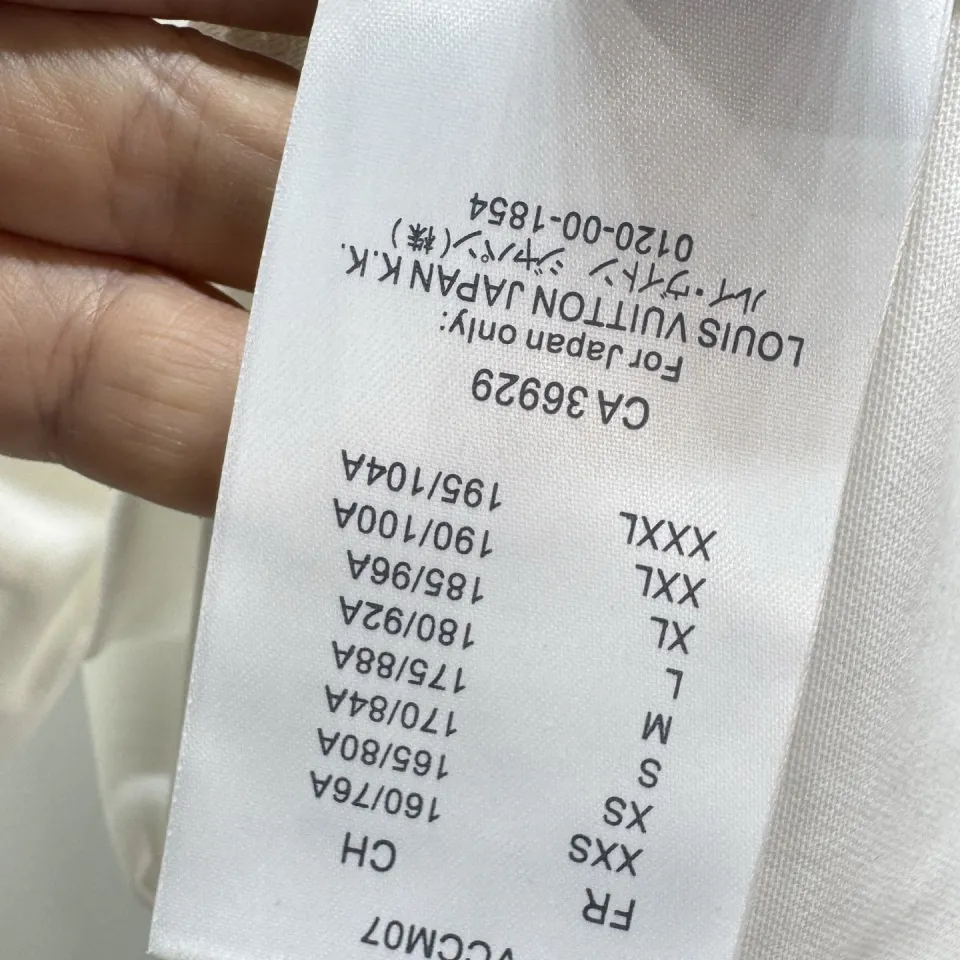 VCCM07
FR CH
XXS 160/76A
XS 165/80A
S 170/84A
M 175/88A
L 180/92A
XL 185/96A
XXL 190/100A
XXXL 195/104A
CA 36929
For Japan only:
LOUIS VUITTON JAPAN K.K.
ルイ・ヴィトン ジャパン(株)
0120-00-1854